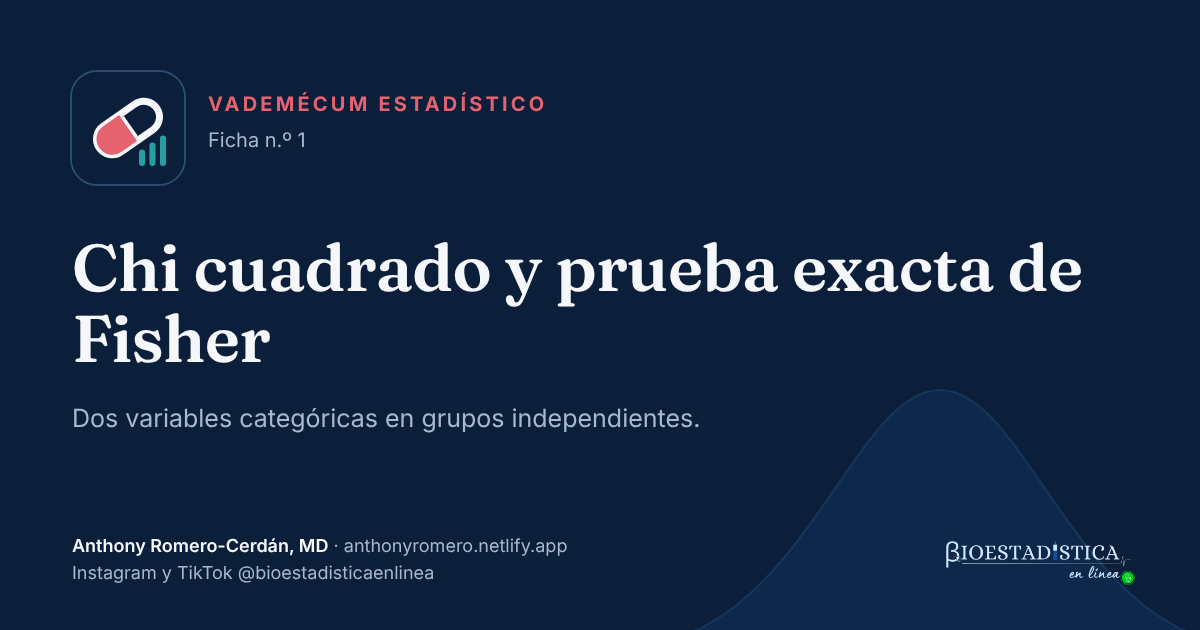 VADEMÉCUM ESTADÍSTICO
Ficha n.º 1
Chi cuadrado y prueba exacta de
Fisher
Dos variables categóricas en grupos independientes.
Anthony Romero-Cerdán, MD · anthonyromero.netlify.app
Instagram y TikTok @bioestadisticaenlinea
βIOESTADÍSTICA
en línea